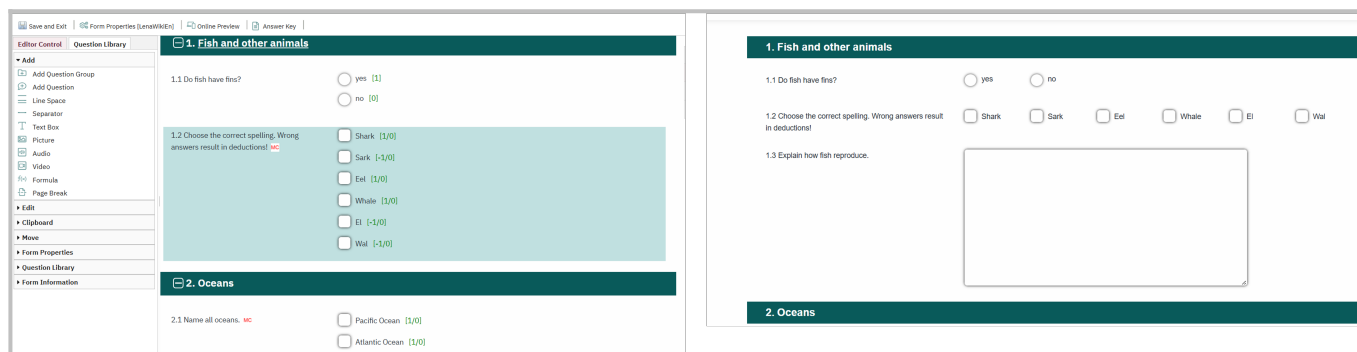 Save and Exit Form Properties [LenaWikiEn] Online Preview Answer Key
Editor Control Question Library
Add
Add Question Group
Add Question
Line Space
Separator
Text Box
Picture
Audio
Video
Formula
Page Break
Edit
Clipboard
Move
Form Properties
Question Library
Form Information
1. Fish and other animals
1.1 Do fish have fins?
yes [1]
no [0]
1.2 Choose the correct spelling. Wrong
answers result in deductions! MC
Shark [1/0]
Sark [-1/0]
Eel [1/0]
Whale [1/0]
El [-1/0]
Wal [-1/0]
2. Oceans
2.1 Name all oceans. MC
Pacific Ocean [1/0]
Atlantic Ocean [1/0]
1. Fish and other animals
1.1 Do fish have fins? yes no
1.2 Choose the correct spelling. Wrong answers result
in deductions!
Shark Sark Eel Whale El Wal
1.3 Explain how fish reproduce.
2. Oceans